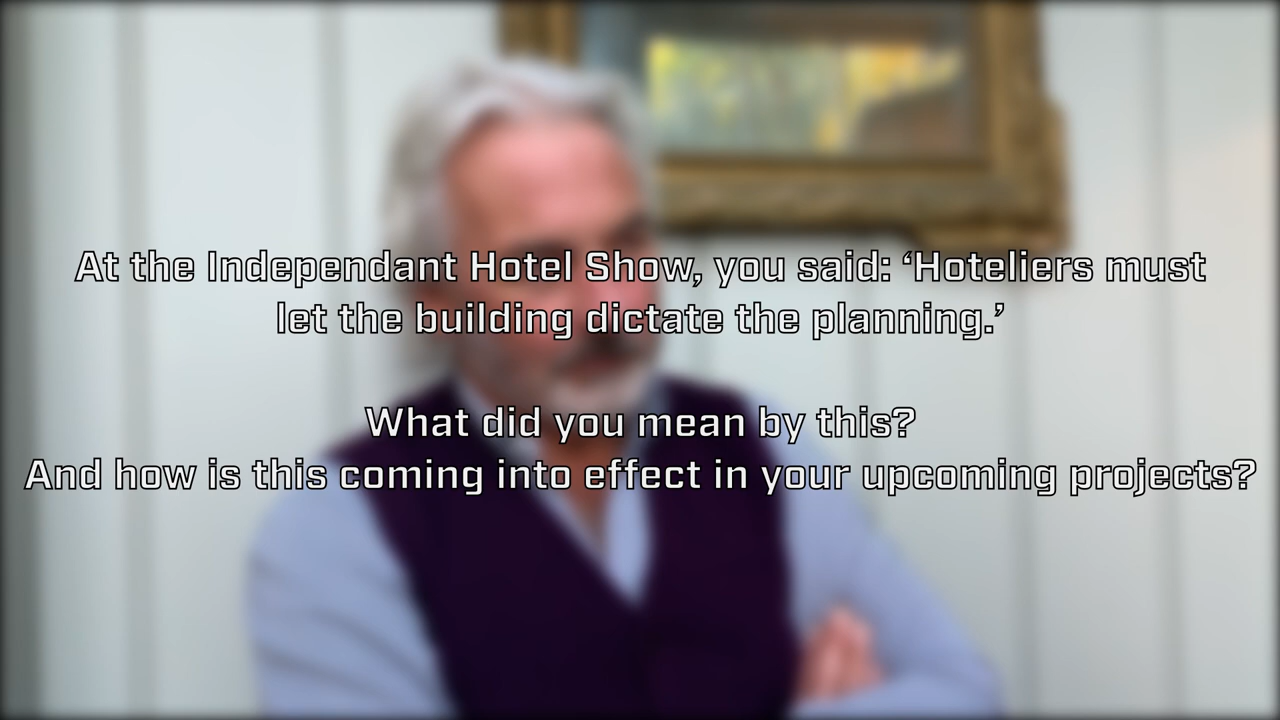 At the Independant Hotel Show, you said: ‘Hoteliers must
let the building dictate the planning.’
What did you mean by this?
And how is this coming into effect in your upcoming projects?